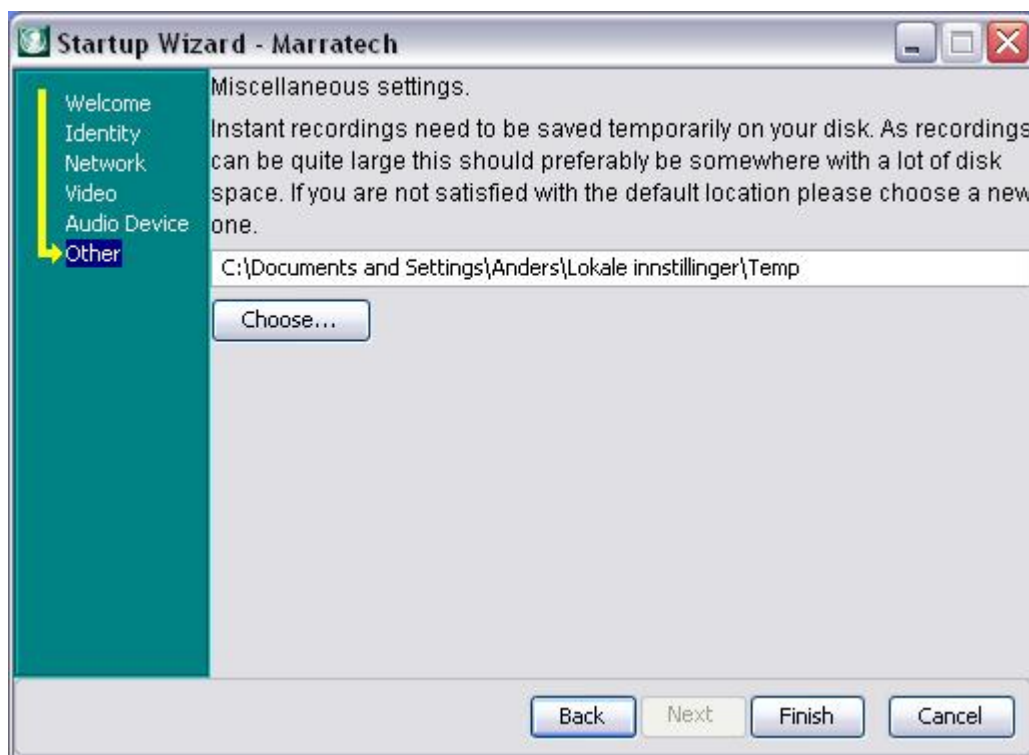 Startup Wizard - Marratech
Welcome
Identity
Network
Video
Audio Device
Other
Miscellaneous settings.
Instant recordings need to be saved temporarily on your disk. As recordings
can be quite large this should preferably be somewhere with a lot of disk
space. If you are not satisfied with the default location please choose a new
one.
C:\Documents and Settings\Anders\Lokale innstillinger\Temp
Choose...
Back
Next
Finish
Cancel